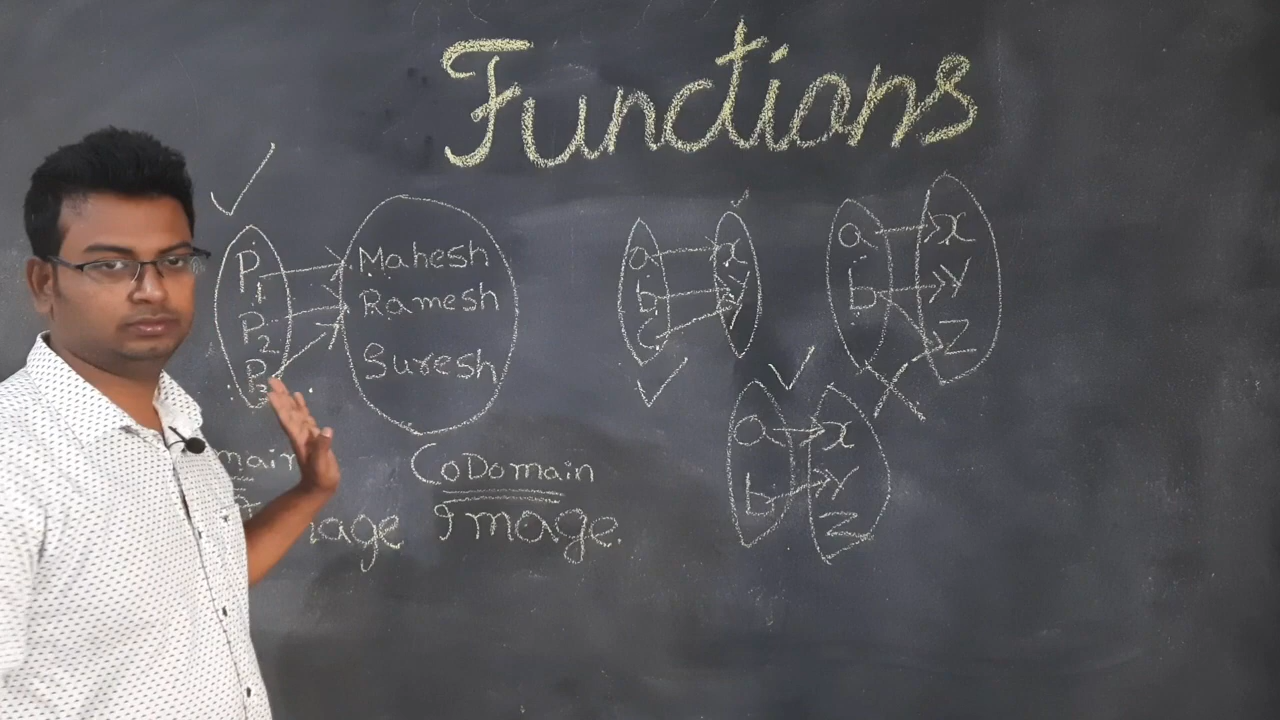 Functions
P1 Mahesh
P2 Ramesh
P3 Suresh
CoDomain
Image.
a x
b y
c
a x
b y
z
a x
b y
z